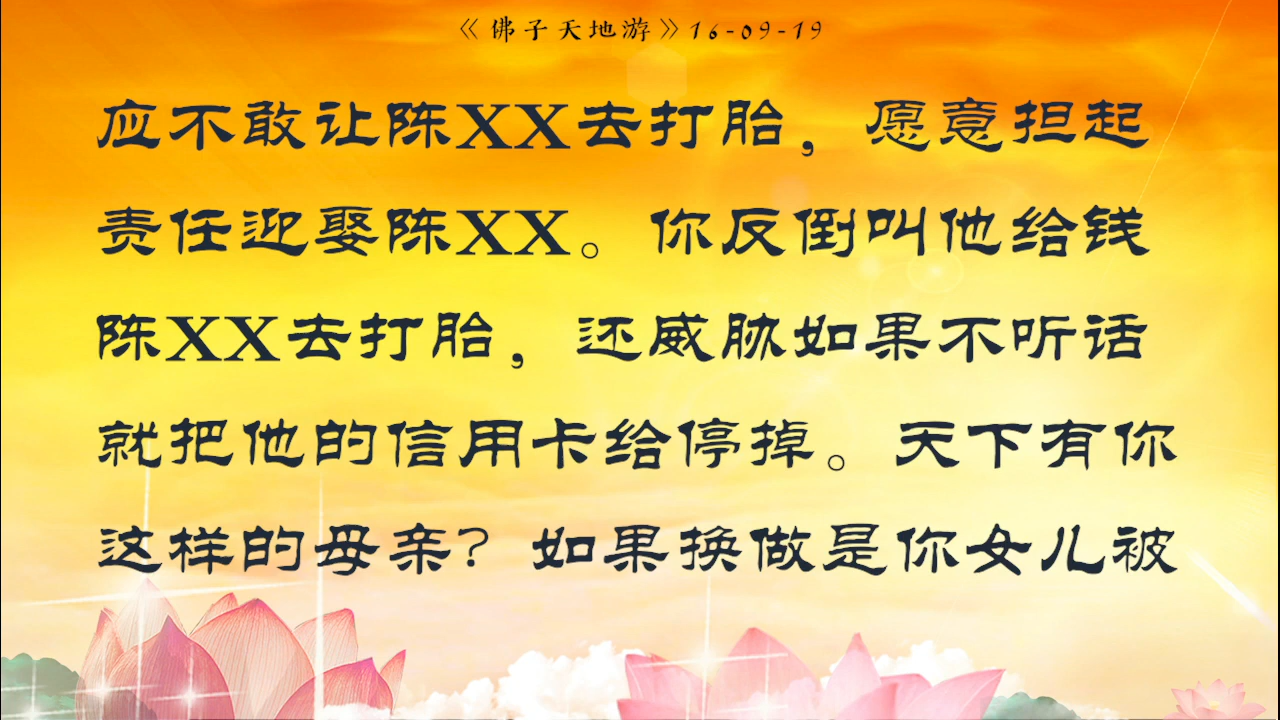 《佛子天地游》16-09-19
应不敢让陈XX去打胎，愿意担起
责任迎娶陈XX。你反倒叫他给钱
陈XX去打胎，还威胁如果不听话
就把他的信用卡给停掉。天下有你
这样的母亲？如果换做是你女儿被